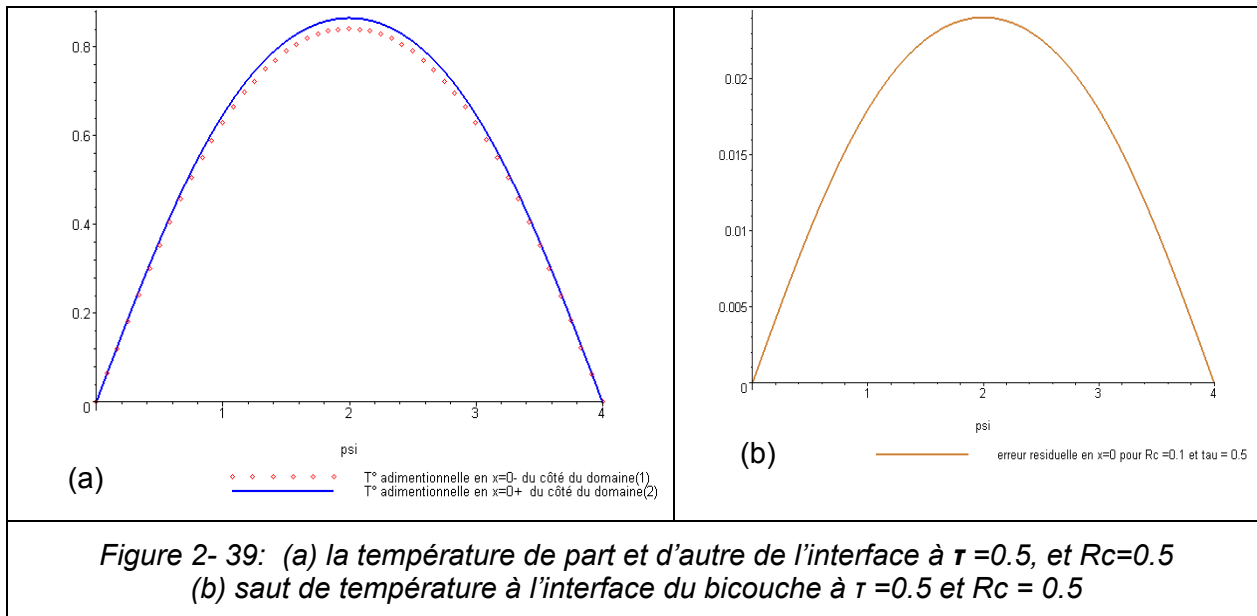 0.8
0.6
0.4
0.2
0
1
2
3
4
psi
(a)
T° adimentionnelle en x=0- du côté du domaine(1)
T° adimentionnelle en x=0+ du côté du domaine(2)
0.02
0.015
0.01
0.005
0
1
2
3
4
psi
(b)
erreur residuelle en x=0 pour Rc =0.1 et tau = 0.5
Figure 2- 39: (a) la température de part et d'autre de l'interface à τ =0.5, et Rc=0.5
(b) saut de température à l'interface du bicouche à τ =0.5 et Rc = 0.5